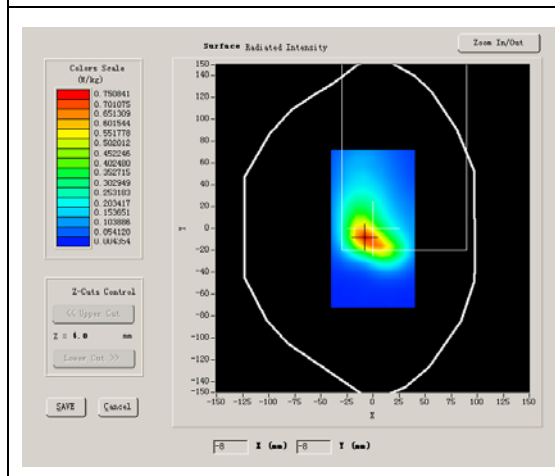 Surface Radiated Intensity
Zoom In/Out
Colors Scale
(W/kg)
0.750841
0.701075
0.651309
0.601544
0.551778
0.502012
0.452246
0.402480
0.352715
0.302949
0.253183
0.203417
0.153651
0.103886
0.054120
0.004354
Z-Cuts Control
<< Upper Cut
Z = 4.0 mm
Lower Cut >>
SAVE
Cancel
150
140
120
100
80
60
40
20
0
-20
-40
-60
-80
-100
-120
-140
-150
Y
-150 -125 -100 -75 -50 -25 0 25 50 75 100 125 150
X
-8 X (mm) -8 Y (mm)